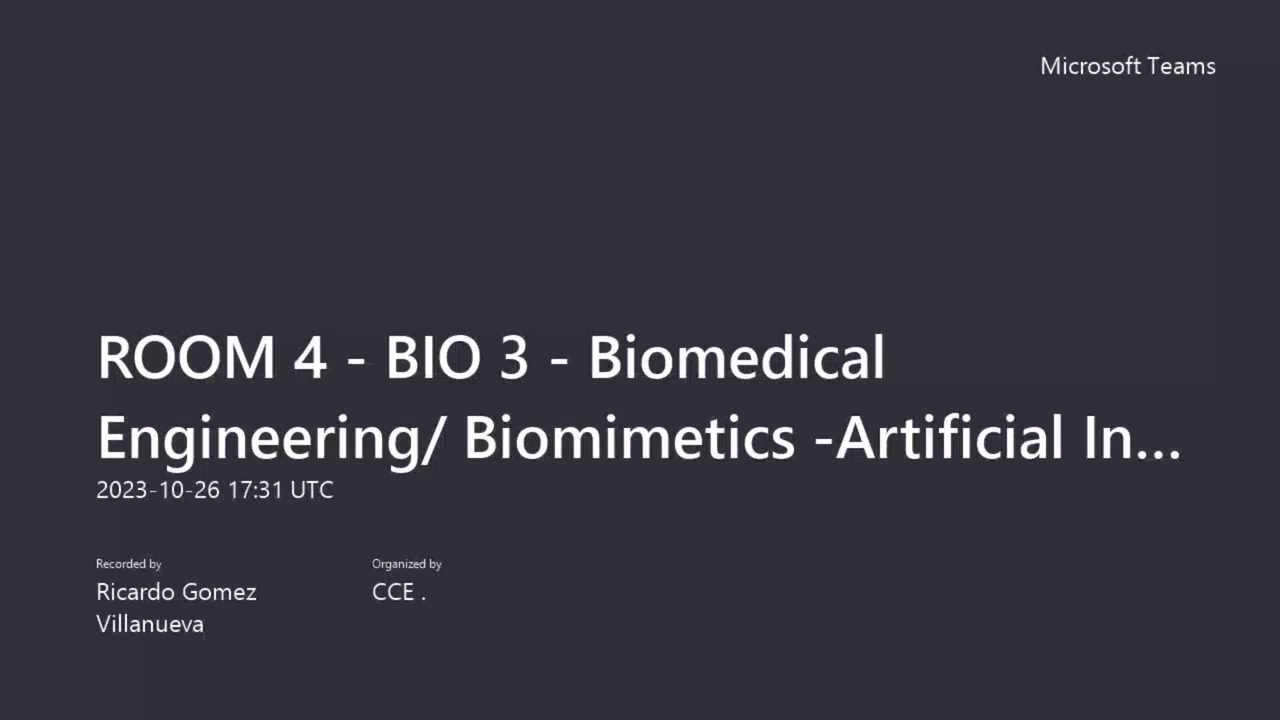 Microsoft Teams
ROOM 4 - BIO 3 - Biomedical
Engineering/ Biomimetics -Artificial In...
2023-10-26 17:31 UTC
Recorded by
Organized by
Ricardo Gomez
CCE .
Villanueva